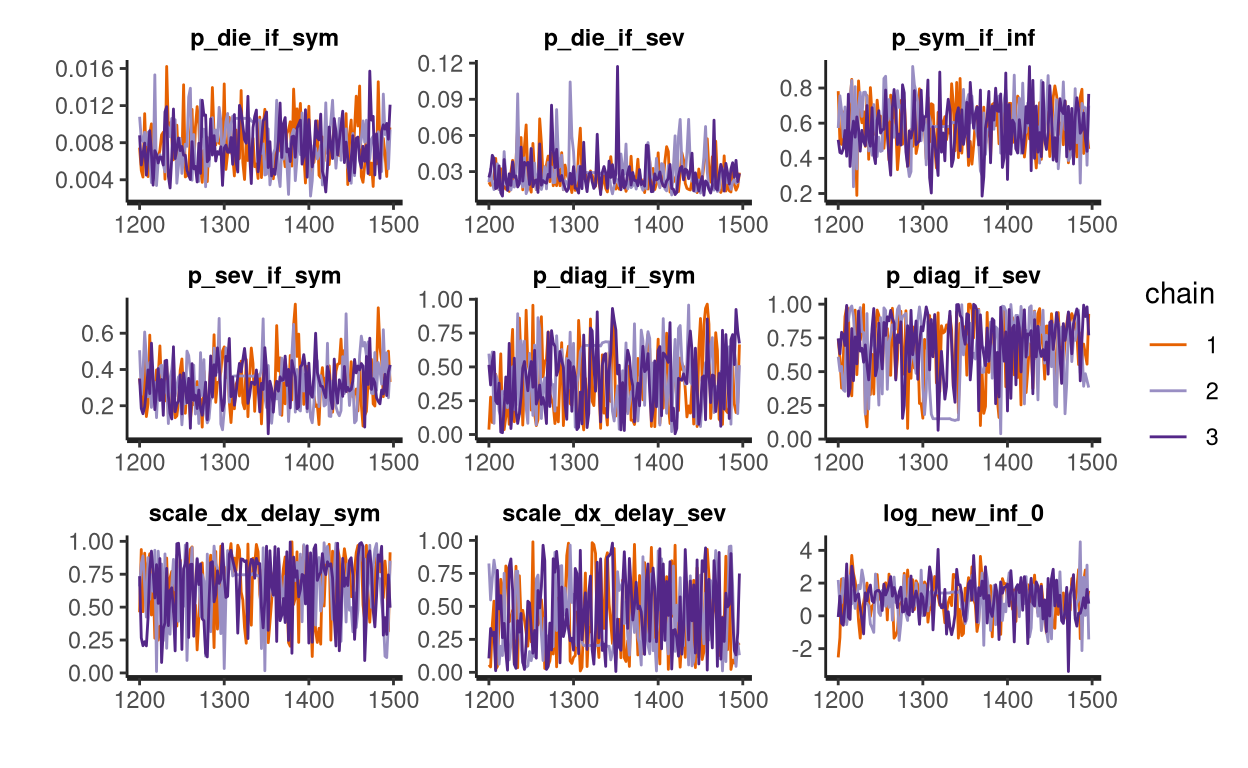 p_die_if_sym
p_die_if_sev
p_sym_if_inf
0.016
0.012
0.008
0.004
1200 1300 1400 1500
0.12
0.09
0.06
0.03
1200 1300 1400 1500
0.8
0.6
0.4
0.2
1200 1300 1400 1500
p_sev_if_sym
p_diag_if_sym
p_diag_if_sev
0.6
0.4
0.2
1200 1300 1400 1500
1.00
0.75
0.50
0.25
0.00
1200 1300 1400 1500
1.00
0.75
0.50
0.25
0.00
1200 1300 1400 1500
chain
1
2
3
scale_dx_delay_sym
scale_dx_delay_sev
log_new_inf_0
1.00
0.75
0.50
0.25
0.00
1200 1300 1400 1500
1.00
0.75
0.50
0.25
0.00
1200 1300 1400 1500
4
2
0
-2
1200 1300 1400 1500